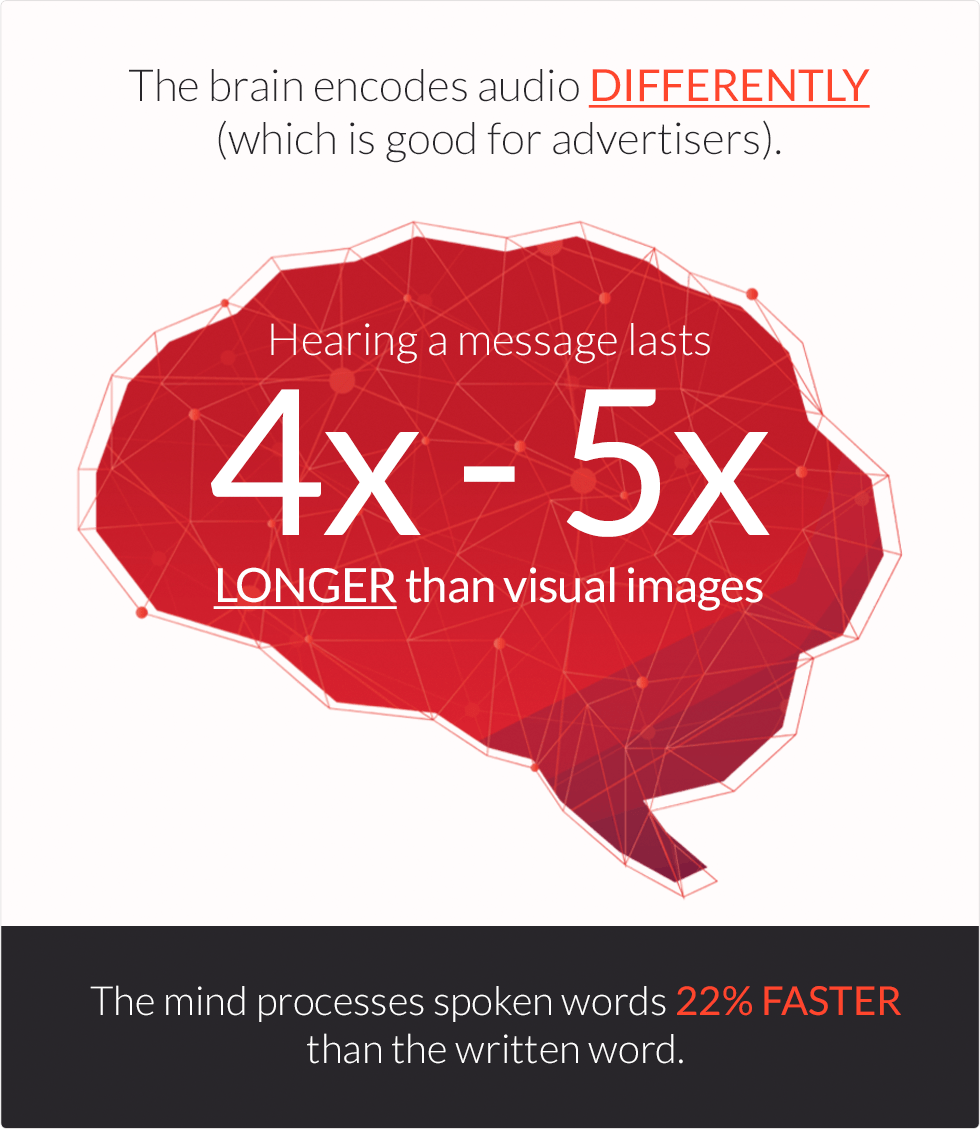 The brain encodes audio DIFFERENTLY
(which is good for advertisers).
Hearing a message lasts
4x - 5x
LONGER than visual images
The mind processes spoken words 22% FASTER
than the written word.